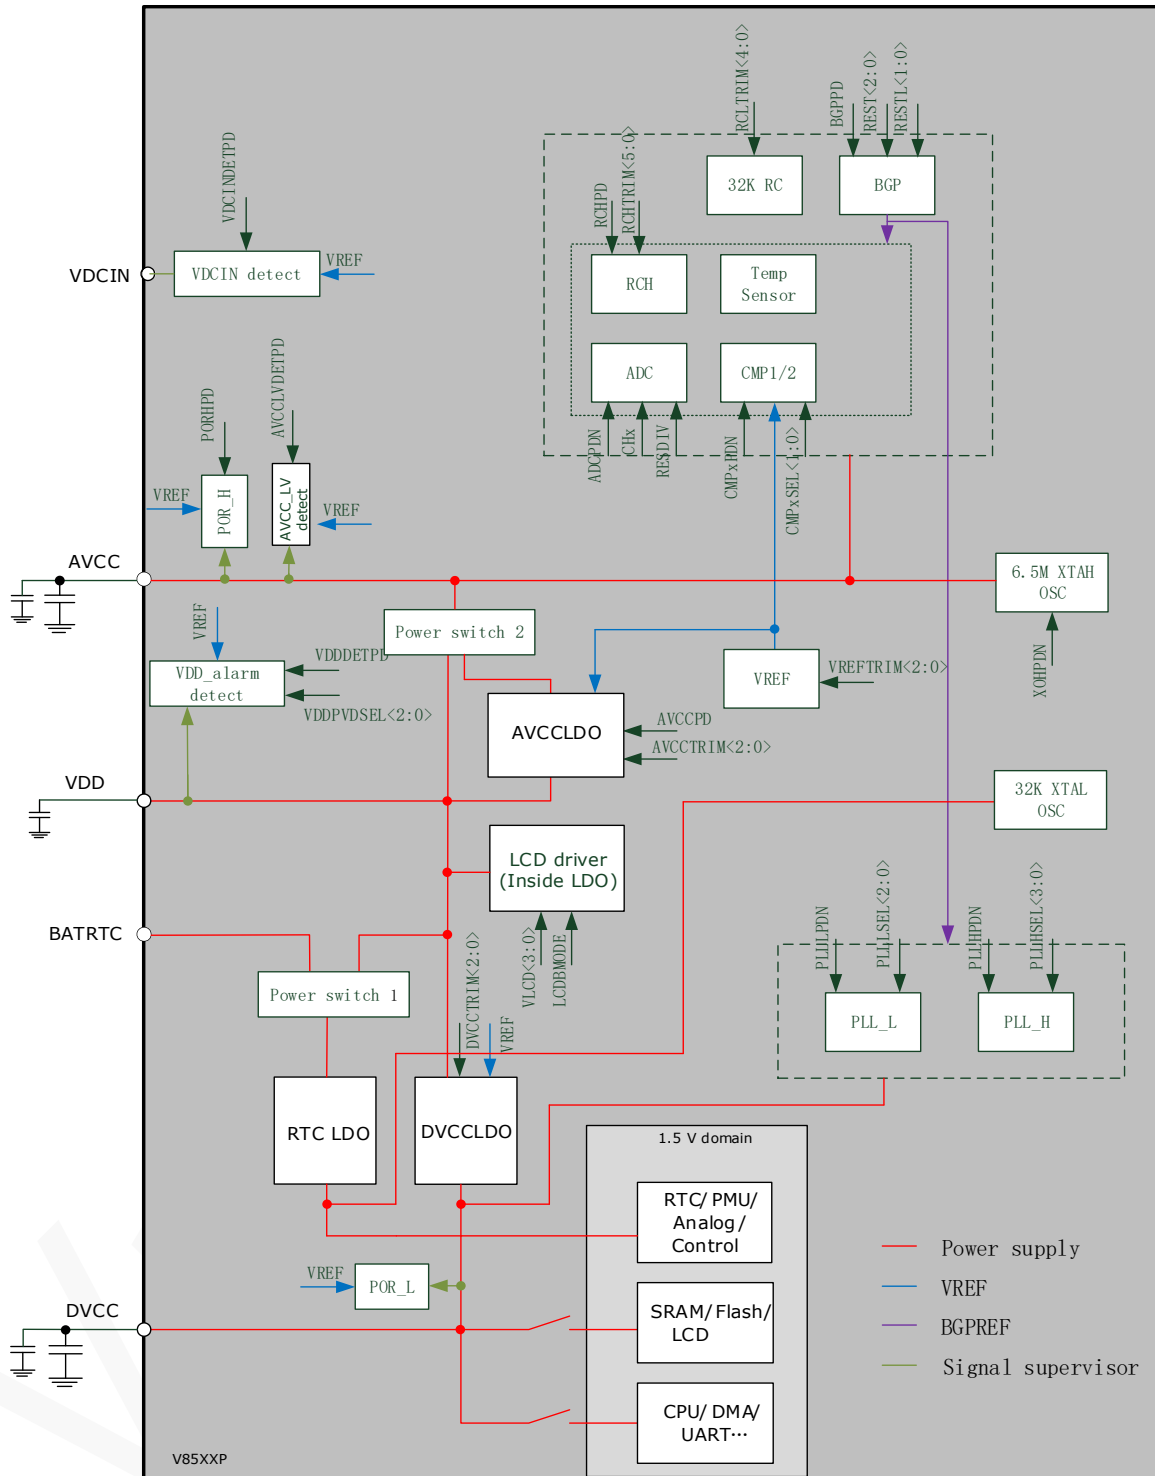 RCLTRIM<4:0>
BGPPD
REST<2:0>
RESTL<1:0>
32K RC
BGP
VDCINDETPD
RCHPD
RCHTRIM<5:0>
VDCIN
VDCIN detect
VREF
RCH
Temp
Sensor
ADC
CMP1/2
ADCPDN
CHx
RESDIV
CMPxPDN
CMPxSEL<1:0>
PORHPD
AVCCLVDETPD
VREF
POR_H
AVCC_LV
detect
VREF
AVCC
6.5M XTAH
OSC
XOHPDN
VREF
Power switch 2
VDD_alarm
detect
VDDDETPD
VDDPVDSEL<2:0>
VREF
VREFTRIM<2:0>
AVCCLDO
AVCCPD
AVCCTRIM<2:0>
VDD
32K XTAL
OSC
LCD driver
(Inside LDO)
VLCD<3:0>
LCDBMODE
BATRTC
Power switch 1
DVCCTRIM<2:0>
VREF
PLLLPDN
PLLLSEL<2:0>
PLLHPDN
PLLHSEL<3:0>
PLL_L
PLL_H
RTC LDO
DVCCLDO
1.5 V domain
RTC/PMU/
Analog/
Control
VREF
POR_L
DVCC
SRAM/Flash/
LCD
CPU/DMA/
UART…
Power supply
VREF
BGPREF
Signal supervisor
V85XXP